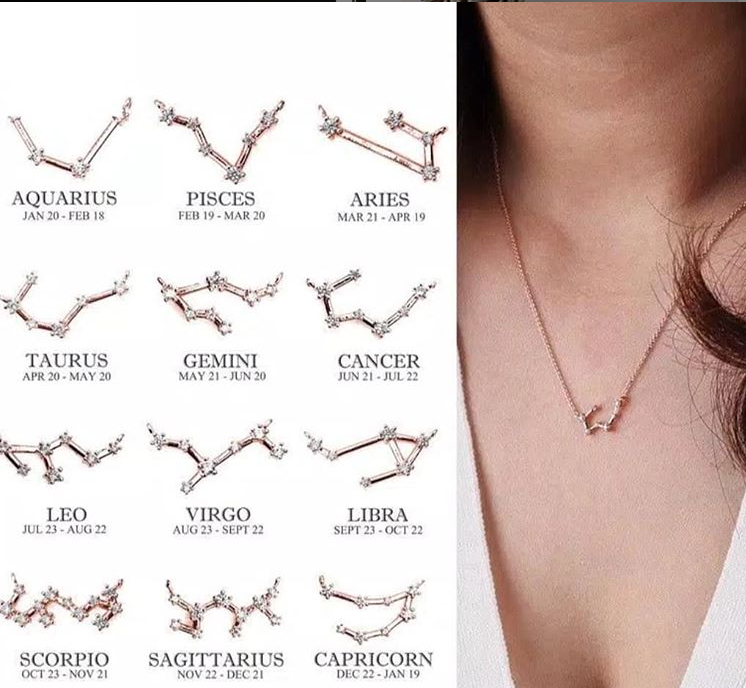 AQUARIUS
JAN 20 - FEB 18
PISCES
FEB 19 - MAR 20
ARIES
MAR 21 - APR 19
TAURUS
APR 20 - MAY 20
GEMINI
MAY 21 - JUN 20
CANCER
JUN 21 - JUL 22
LEO
JUL 23 - AUG 22
VIRGO
AUG 23 - SEPT 22
LIBRA
SEPT 23 - OCT 22
SCORPIO
OCT 23 - NOV 21
SAGITTARIUS
NOV 22 - DEC 21
CAPRICORN
DEC 22 - JAN 19